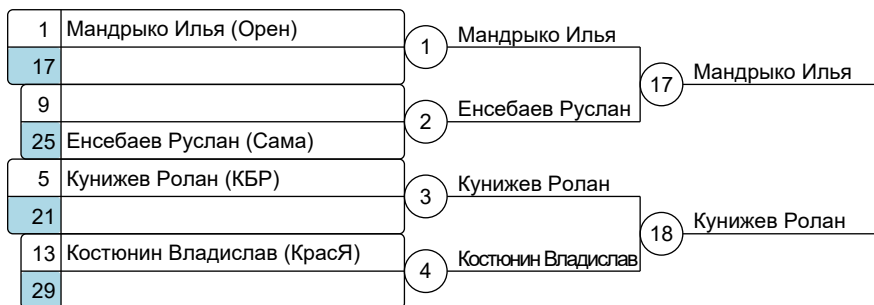 1 Мандрыко Илья (Орен)
17
9
25 Енсебаев Руслан (Сама)
5 Кунижев Ролан (КБР)
21
13 Костюнин Владислав (КрасЯ)
29
1 Мандрыко Илья
2 Енсебаев Руслан
3 Кунижев Ролан
4 Костюнин Владислав
17 Мандрыко Илья
18 Кунижев Ролан